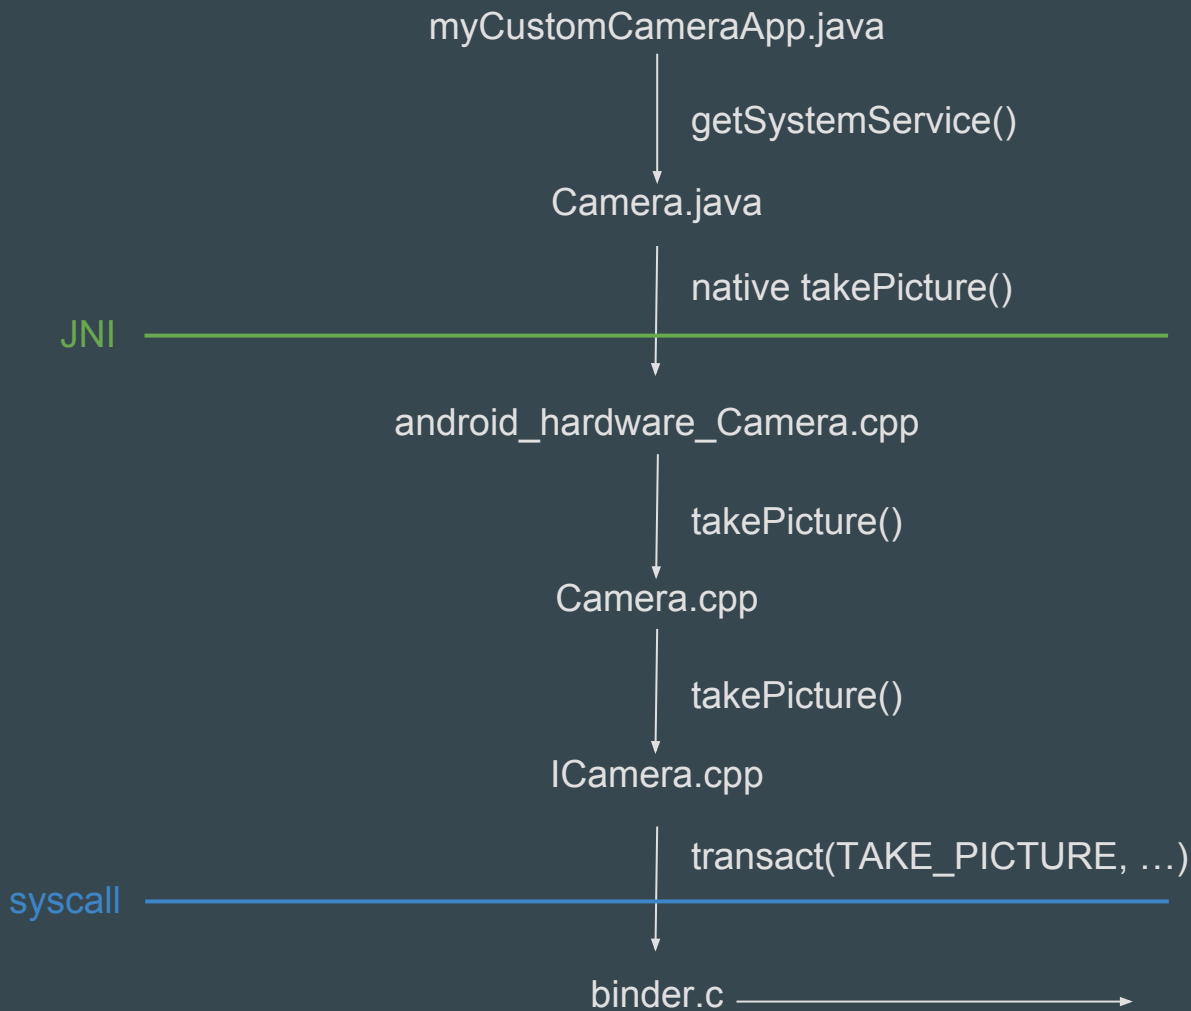 myCustomCameraApp.java
getSystemService()
Camera.java
native takePicture()
JNI
android_hardware_Camera.cpp
takePicture()
Camera.cpp
takePicture()
ICamera.cpp
transact(TAKE_PICTURE, …)
syscall
binder.c